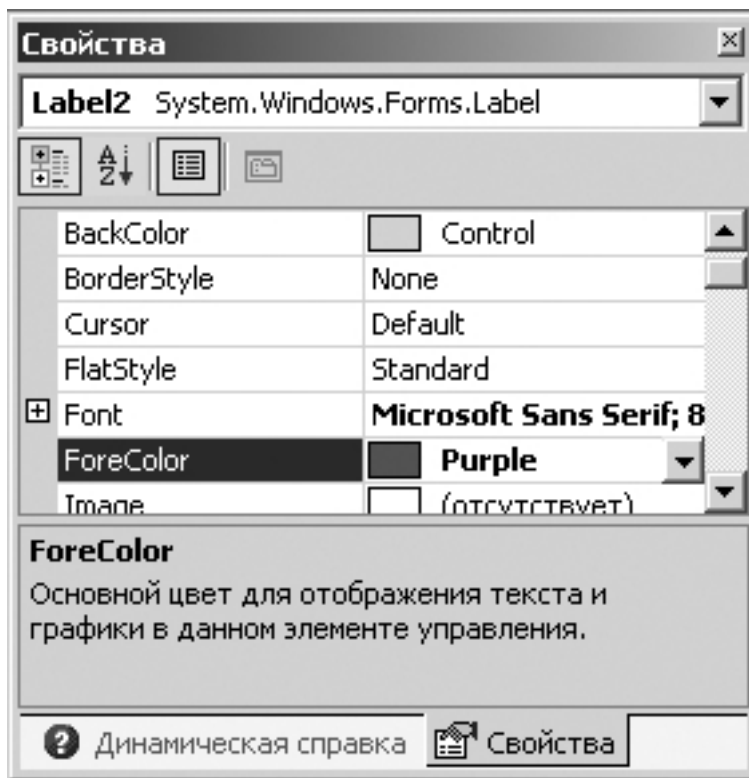 Свойства
Label2 System.Windows.Forms.Label
BackColor Control
BorderStyle None
Cursor Default
FlatStyle Standard
Font Microsoft Sans Serif; 8
ForeColor Purple
Image (отсутствует)
ForeColor
Основной цвет для отображения текста и
графики в данном элементе управления.
Динамическая справка Свойства